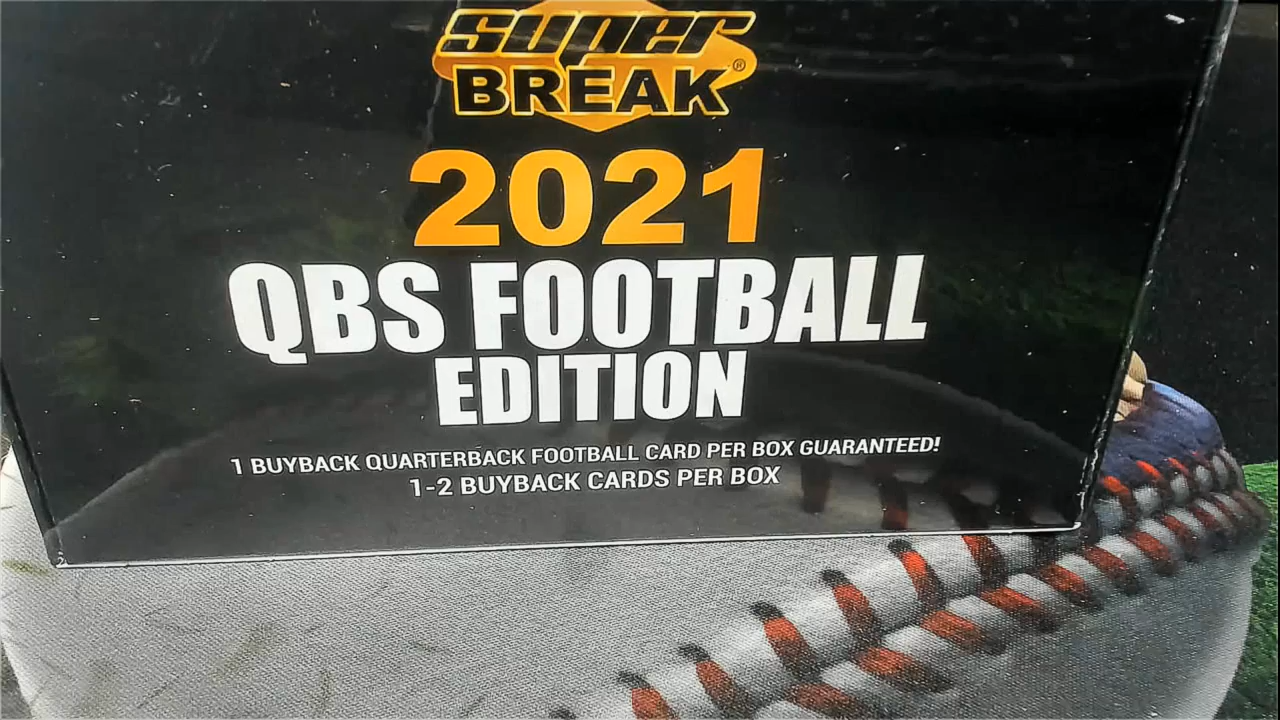 super
BREAK®
2021
QBS FOOTBALL
EDITION
1 BUYBACK QUARTERBACK FOOTBALL CARD PER BOX GUARANTEED!
1-2 BUYBACK CARDS PER BOX